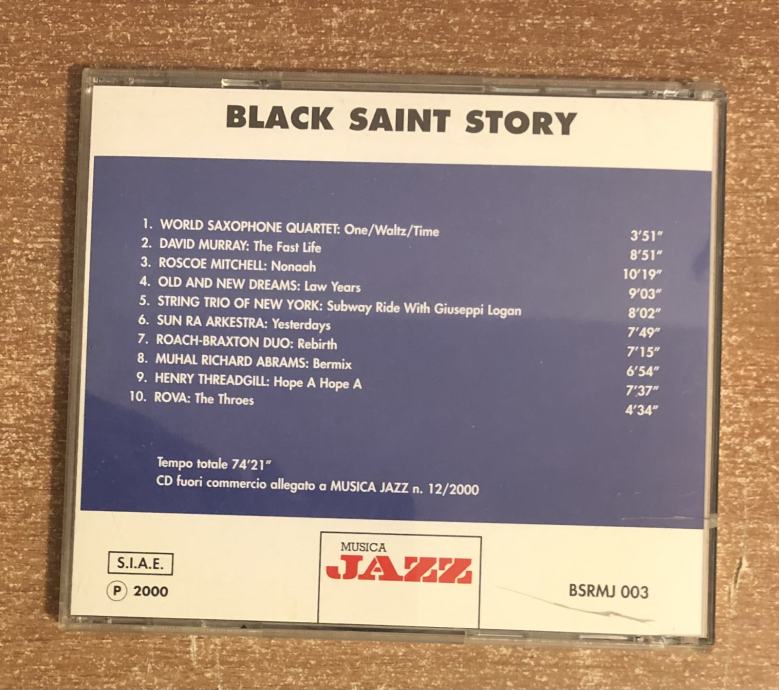 BLACK SAINT STORY
1. WORLD SAXOPHONE QUARTET: One/Waltz/Time 3'51"
2. DAVID MURRAY: The Fast Life 8'51"
3. ROSCOE MITCHELL: Nonaah 10'19"
4. OLD AND NEW DREAMS: Law Years 9'03"
5. STRING TRIO OF NEW YORK: Subway Ride With Giuseppi Logan 8'02"
6. SUN RA ARKESTRA: Yesterdays 7'49"
7. ROACH-BRAXTON DUO: Rebirth 7'15"
8. MUHAL RICHARD ABRAMS: Bermix 6'54"
9. HENRY THREADGILL: Hope A Hope A 7'37"
10. ROVA: The Throes 4'34"
Tempo totale 74'21"
CD fuori commercio allegato a MUSICA JAZZ n. 12/2000
S.I.A.E.
℗ 2000
MUSICA
JAZZ
BSRMJ 003